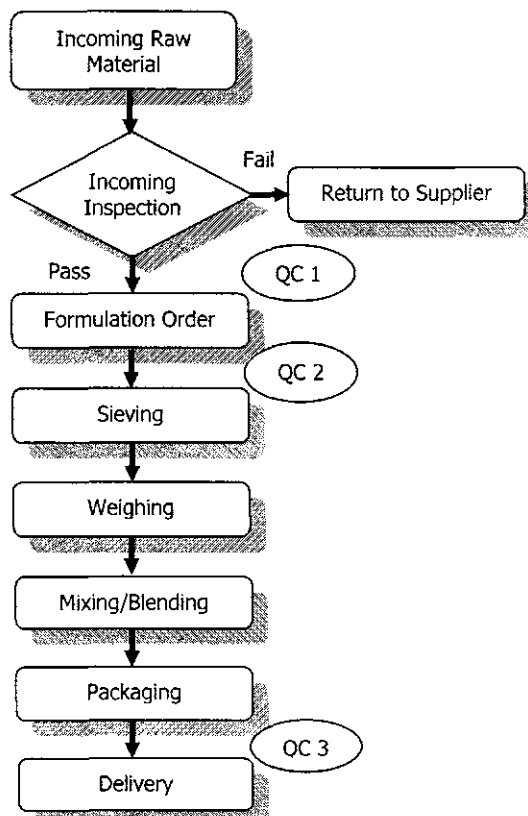 Incoming Raw
Material
Fail
Incoming
Inspection
Return to Supplier
Pass
QC 1
Formulation Order
QC 2
Sieving
Weighing
Mixing/Blending
Packaging
QC 3
Delivery